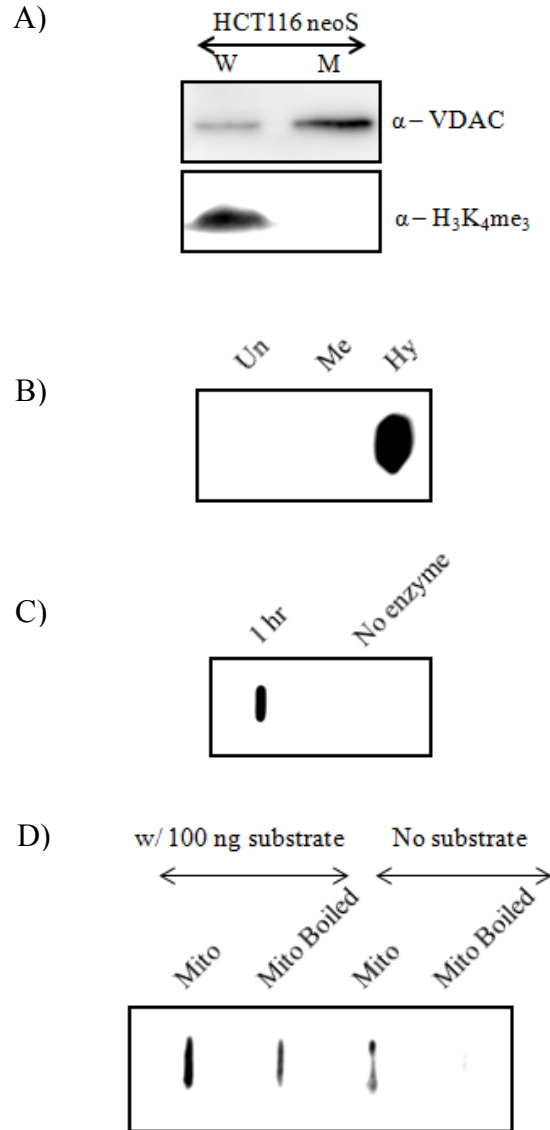 A)
HCT116 neoS
W M
α – VDAC
α – H₃K₄me₃
B)
Un Me Hy
C)
1 hr No enzyme
D)
w/ 100 ng substrate No substrate
Mito Mito Boiled Mito Mito Boiled